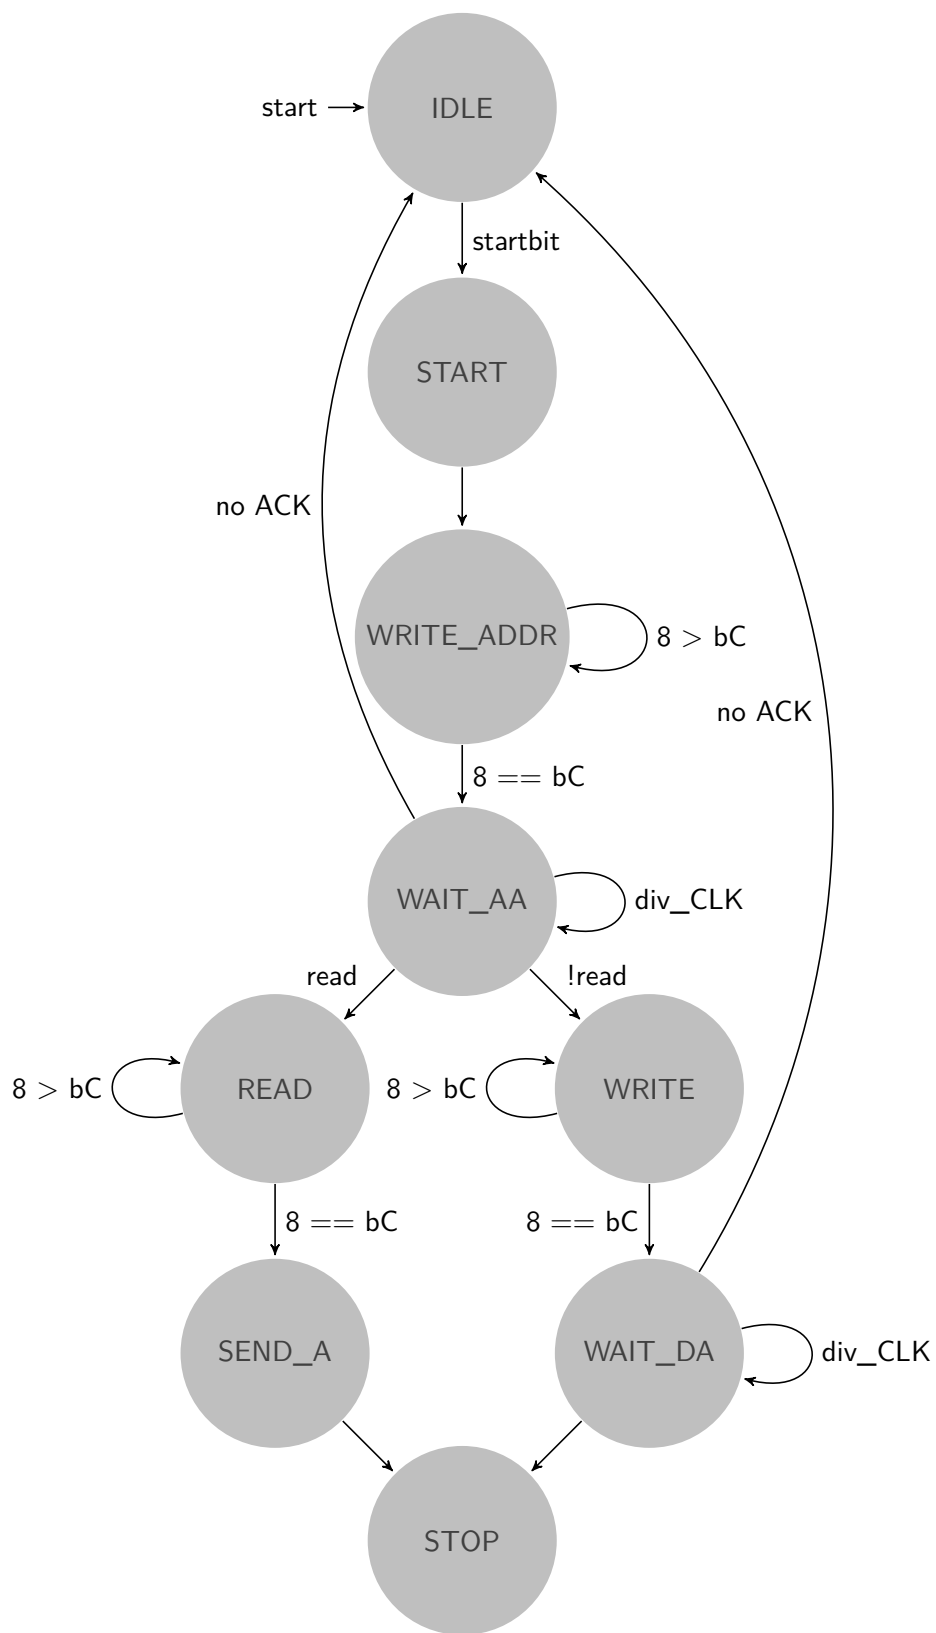 start
IDLE
startbit
START
no ACK
WRITE_ADDR
8 > bC
no ACK
8 == bC
WAIT_AA
div_CLK
read
!read
8 > bC
READ
8 > bC
WRITE
8 == bC
8 == bC
SEND_A
WAIT_DA
div_CLK
STOP